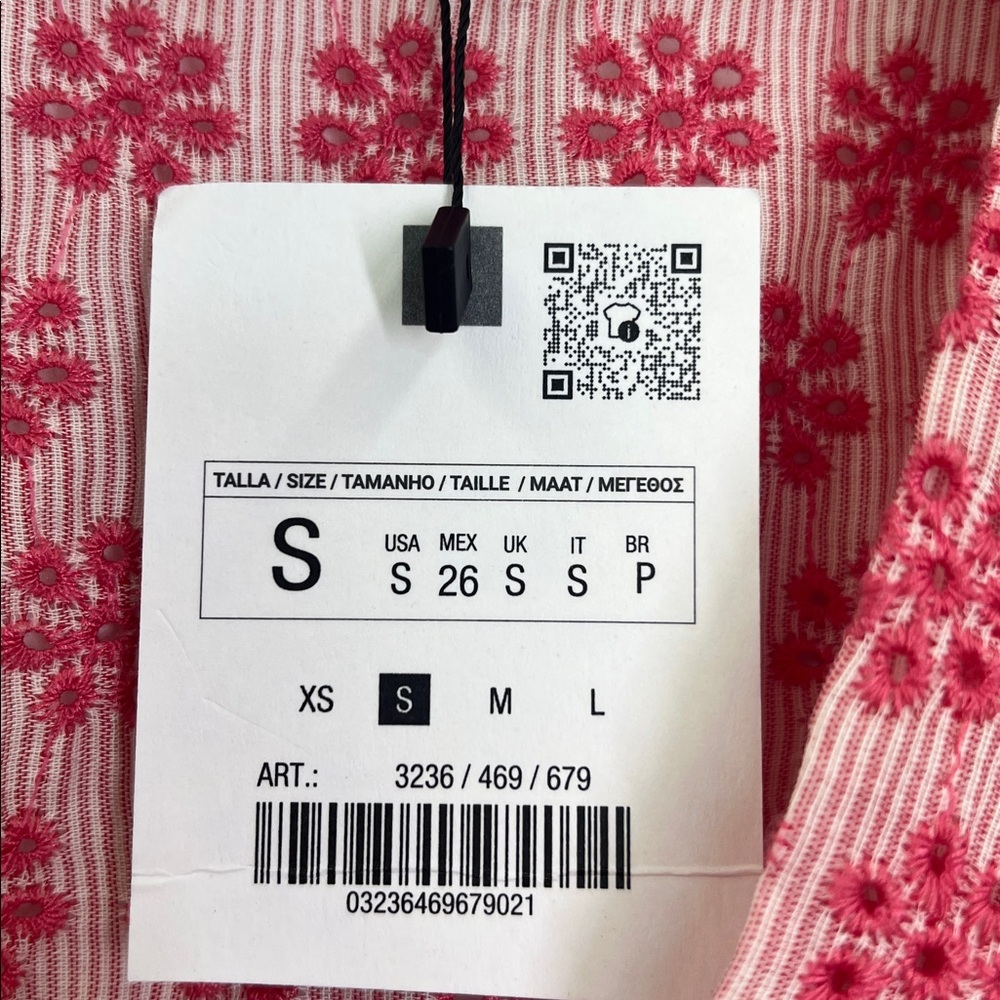 TALLA / SIZE / TAMANHO / TAILLE / MAAT / ΜΕΓΕΘΟΣ
S
USA MEX UK IT BR
S 26 S S P
XS S M L
ART.: 3236 / 469 / 679
03236469679021